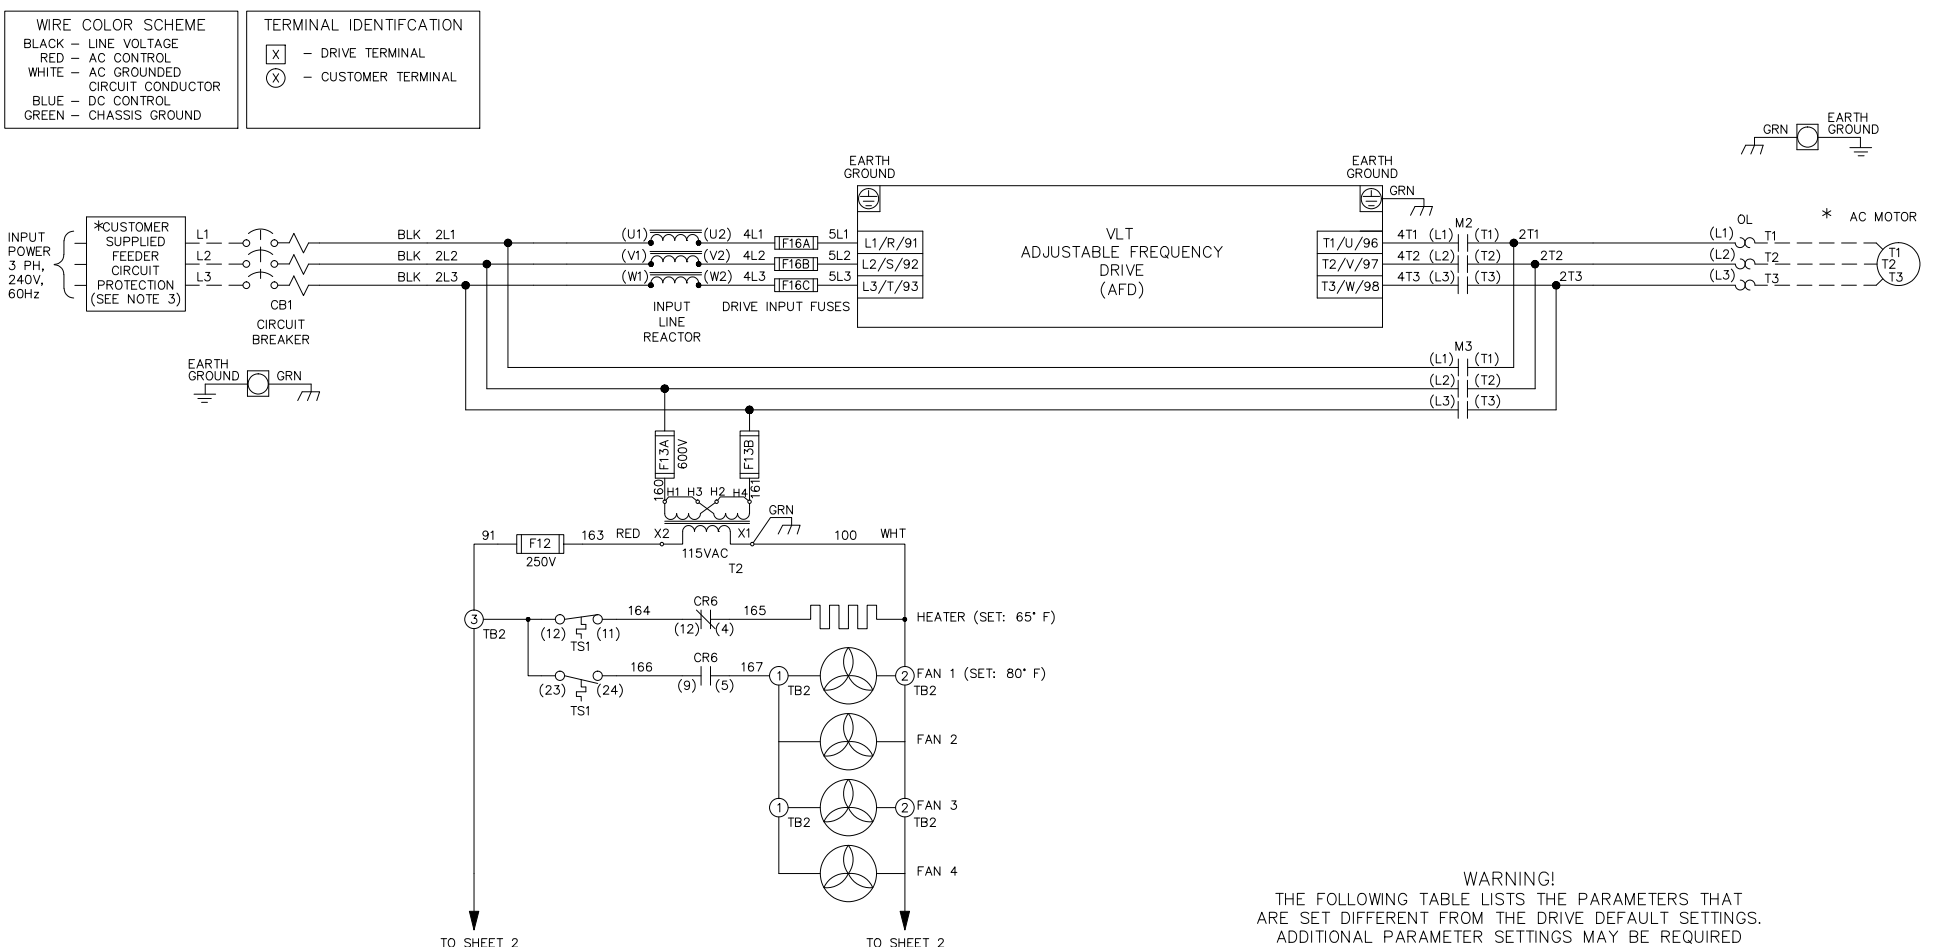 WIRE COLOR SCHEME
BLACK – LINE VOLTAGE
RED – AC CONTROL
WHITE – AC GROUNDED
CIRCUIT CONDUCTOR
BLUE – DC CONTROL
GREEN – CHASSIS GROUND
TERMINAL IDENTIFCATION
X – DRIVE TERMINAL
X – CUSTOMER TERMINAL
GRN
EARTH
GROUND
INPUT
POWER
3 PH,
240V,
60Hz
*CUSTOMER
SUPPLIED
FEEDER
CIRCUIT
PROTECTION
(SEE NOTE 3)
L1
L2
L3
CB1
CIRCUIT
BREAKER
EARTH
GROUND
GRN
BLK 2L1
BLK 2L2
BLK 2L3
(U1) (U2) 4L1 F16A 5L1
(V1) (V2) 4L2 F16B 5L2
(W1) (W2) 4L3 F16C 5L3
INPUT
LINE
REACTOR
DRIVE INPUT FUSES
EARTH
GROUND
L1/R/91
L2/S/92
L3/T/93
VLT
ADJUSTABLE FREQUENCY
DRIVE
(AFD)
EARTH
GROUND
GRN
T1/U/96
T2/V/97
T3/W/98
M2
4T1 (L1) (T1) 2T1
4T2 (L2) (T2) 2T2
4T3 (L3) (T3) 2T3
M3
(L1) (T1)
(L2) (T2)
(L3) (T3)
OL
(L1) T1
(L2) T2
(L3) T3
* AC MOTOR
T1
T2
T3
F13A
600V
F13B
160
H1 H3 H2 H4
161
GRN
91 F12 163 RED X2 X1 100 WHT
250V
115VAC
T2
3
TB2
(12) (11)
TS1
164
CR6
(12) (4)
165
HEATER (SET: 65° F)
(23) (24)
TS1
166
CR6
(9) (5)
167
1
TB2
2
TB2
FAN 1 (SET: 80° F)
FAN 2
1
TB2
2
TB2
FAN 3
FAN 4
TO SHEET 2
TO SHEET 2
WARNING!
THE FOLLOWING TABLE LISTS THE PARAMETERS THAT
ARE SET DIFFERENT FROM THE DRIVE DEFAULT SETTINGS.
ADDITIONAL PARAMETER SETTINGS MAY BE REQUIRED